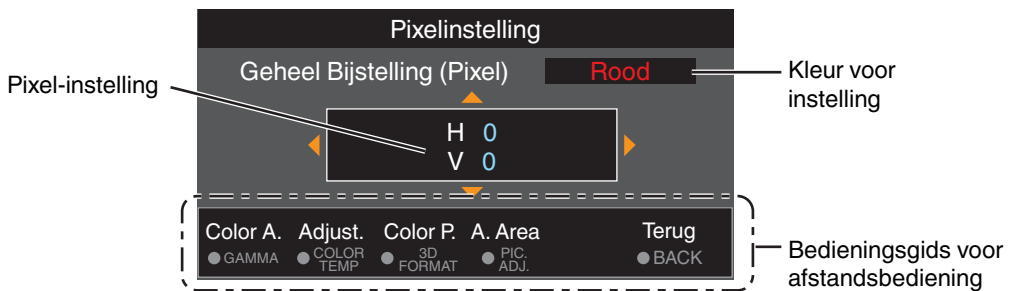 Pixelinstelling
Geheel Bijstelling (Pixel) Rood
Kleur voor
instelling
Pixel-instelling
H 0
V 0
Color A. Adjust. Color P. A. Area Terug
GAMMA COLOR TEMP 3D FORMAT PIC. ADJ. BACK
Bedieningsgids voor
afstandsbediening